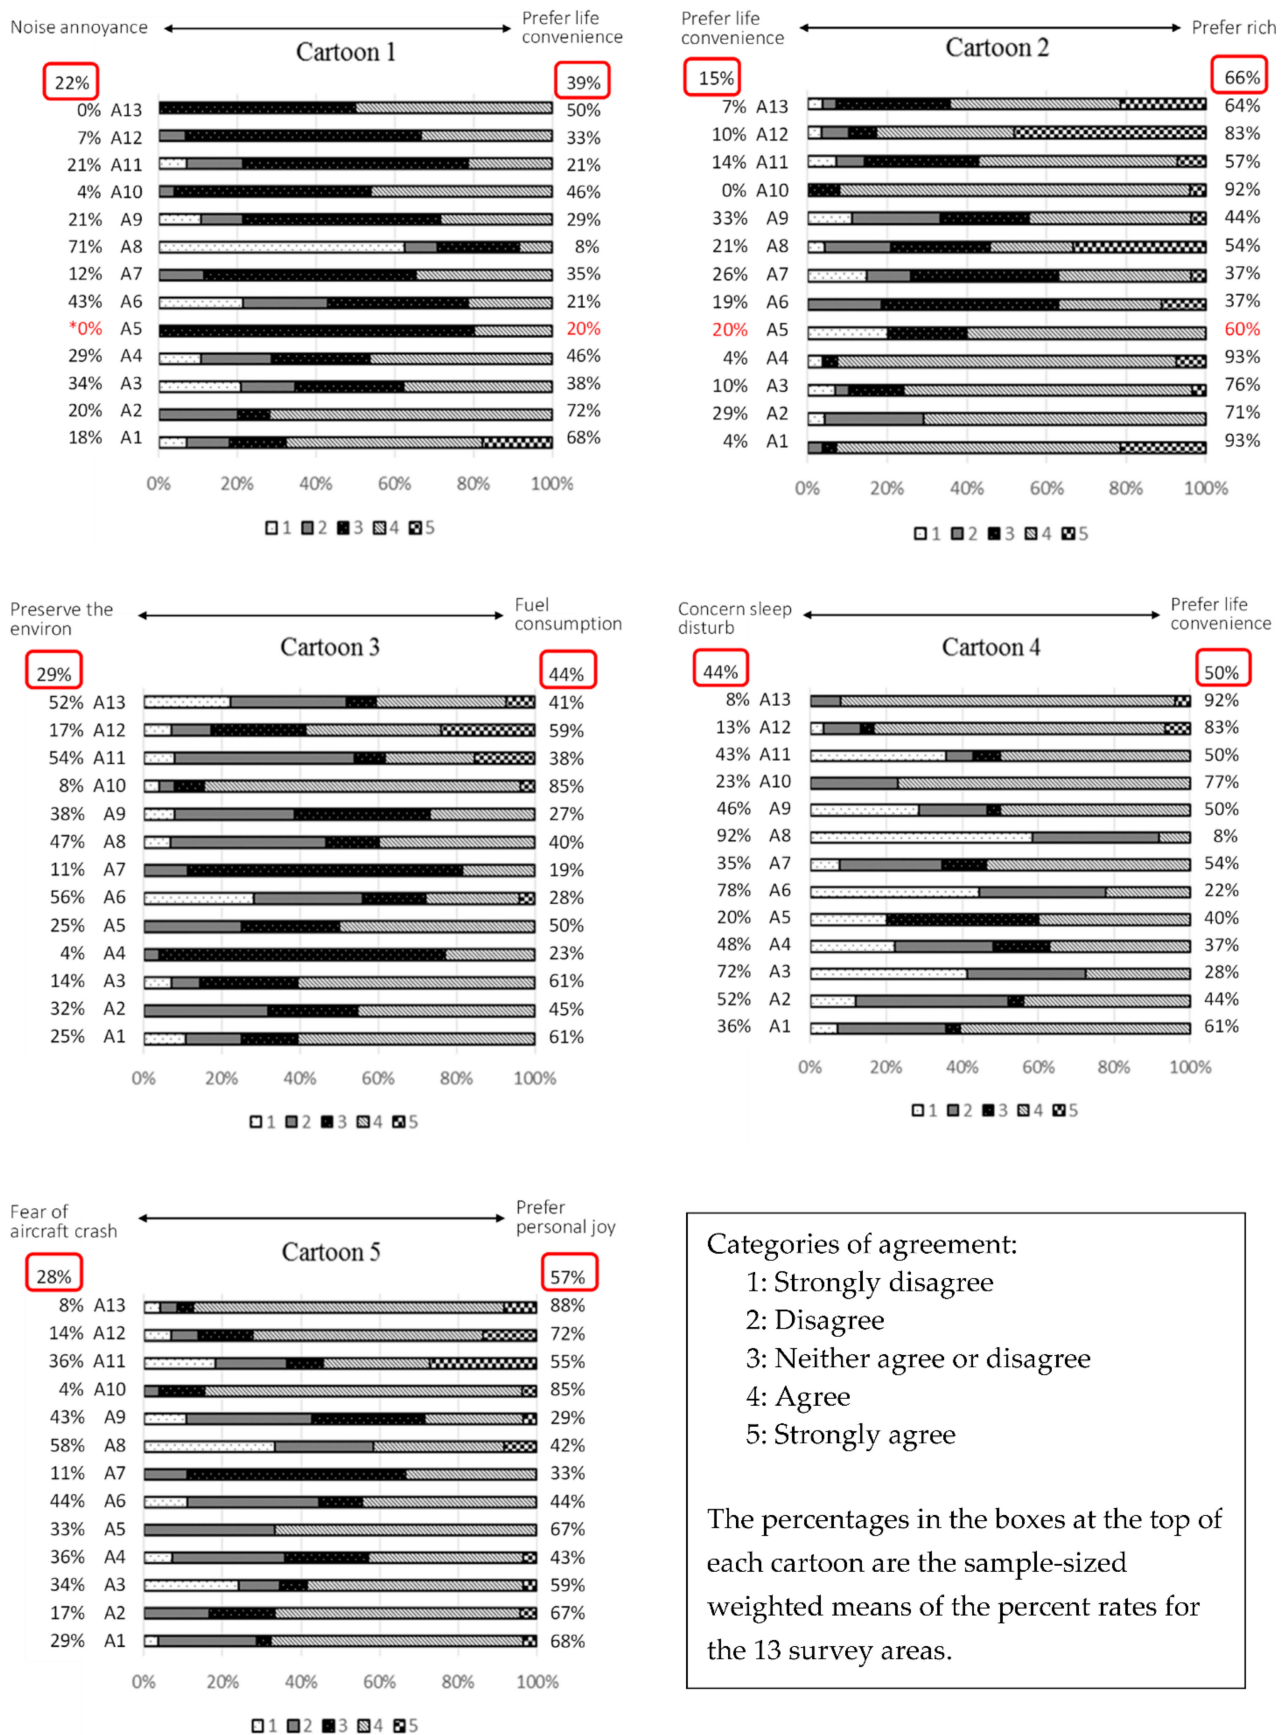 Noise annoyance
Prefer life
convenience
Cartoon 1
22%
39%
0% A13 50%
7% A12 33%
21% A11 21%
4% A10 46%
21% A9 29%
71% A8 8%
12% A7 35%
43% A6 21%
*0% A5 20%
29% A4 46%
34% A3 38%
20% A2 72%
18% A1 68%
0% 20% 40% 60% 80% 100%
1 2 3 4 5
Prefer life
convenience
Prefer rich
Cartoon 2
15%
66%
7% A13 64%
10% A12 83%
14% A11 57%
0% A10 92%
33% A9 44%
21% A8 54%
26% A7 37%
19% A6 37%
20% A5 60%
4% A4 93%
10% A3 76%
29% A2 71%
4% A1 93%
0% 20% 40% 60% 80% 100%
1 2 3 4 5
Preserve the
environ
Fuel
consumption
Cartoon 3
29%
44%
52% A13 41%
17% A12 59%
54% A11 38%
8% A10 85%
38% A9 27%
47% A8 40%
11% A7 19%
56% A6 28%
25% A5 50%
4% A4 23%
14% A3 61%
32% A2 45%
25% A1 61%
0% 20% 40% 60% 80% 100%
1 2 3 4 5
Concern sleep
disturb
Prefer life
convenience
Cartoon 4
44%
50%
8% A13 92%
13% A12 83%
43% A11 50%
23% A10 77%
46% A9 50%
92% A8 8%
35% A7 54%
78% A6 22%
20% A5 40%
48% A4 37%
72% A3 28%
52% A2 44%
36% A1 61%
0% 20% 40% 60% 80% 100%
1 2 3 4 5
Fear of
aircraft crash
Prefer
personal joy
Cartoon 5
28%
57%
8% A13 88%
14% A12 72%
36% A11 55%
4% A10 85%
43% A9 29%
58% A8 42%
11% A7 33%
44% A6 44%
33% A5 67%
36% A4 43%
34% A3 59%
17% A2 67%
29% A1 68%
0% 20% 40% 60% 80% 100%
1 2 3 4 5
Categories of agreement:
1: Strongly disagree
2: Disagree
3: Neither agree or disagree
4: Agree
5: Strongly agree
The percentages in the boxes at the top of
each cartoon are the sample-sized
weighted means of the percent rates for
the 13 survey areas.